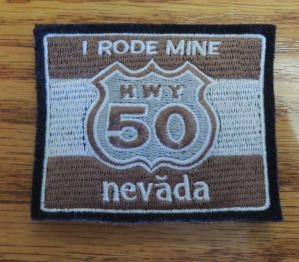 I RODE MINE
HWY
50
nevăda